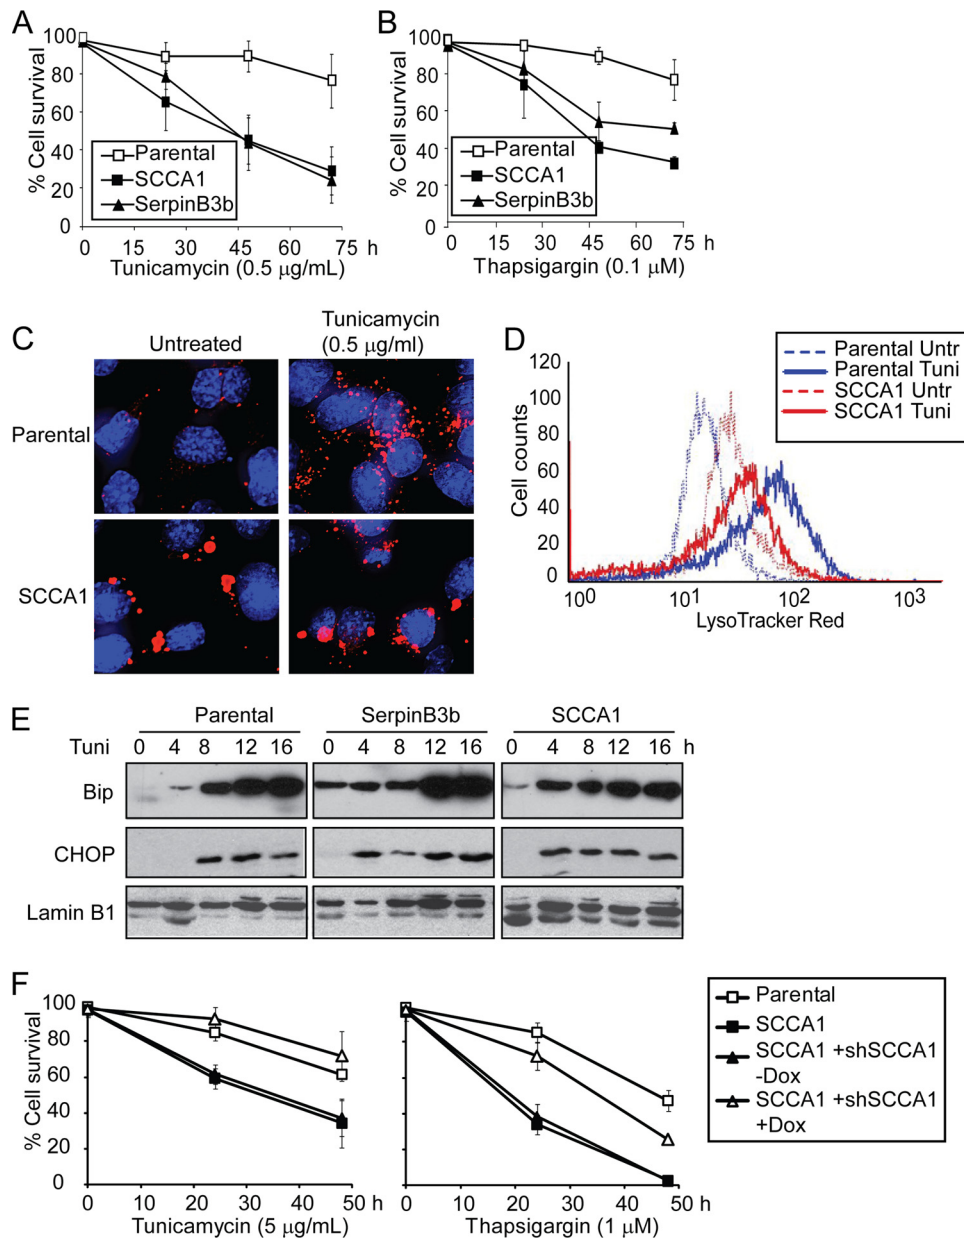 A
% Cell survival
100
80
60
40
20
0
Parental
SCCA1
SerpinB3b
0 15 30 45 60 75 h
Tunicamycin (0.5 µg/mL)
B
% Cell survival
100
80
60
40
20
0
Parental
SCCA1
SerpinB3b
0 15 30 45 60 75 h
Thapsigargin (0.1 µM)
C
Untreated
Tunicamycin
(0.5 µg/ml)
Parental
SCCA1
D
Parental Untr
Parental Tuni
SCCA1 Untr
SCCA1 Tuni
Cell counts
120
100
80
60
40
20
0
10⁰ 10¹ 10² 10³
LysoTracker Red
E
Parental SerpinB3b SCCA1
Tuni 0 4 8 12 16 0 4 8 12 16 0 4 8 12 16 h
Bip
CHOP
Lamin B1
F
% Cell survival
100
80
60
40
20
0
0 10 20 30 40 50 h
Tunicamycin (5 µg/mL)
100
80
60
40
20
0
0 10 20 30 40 50 h
Thapsigargin (1 µM)
Parental
SCCA1
SCCA1 +shSCCA1
-Dox
SCCA1 +shSCCA1
+Dox